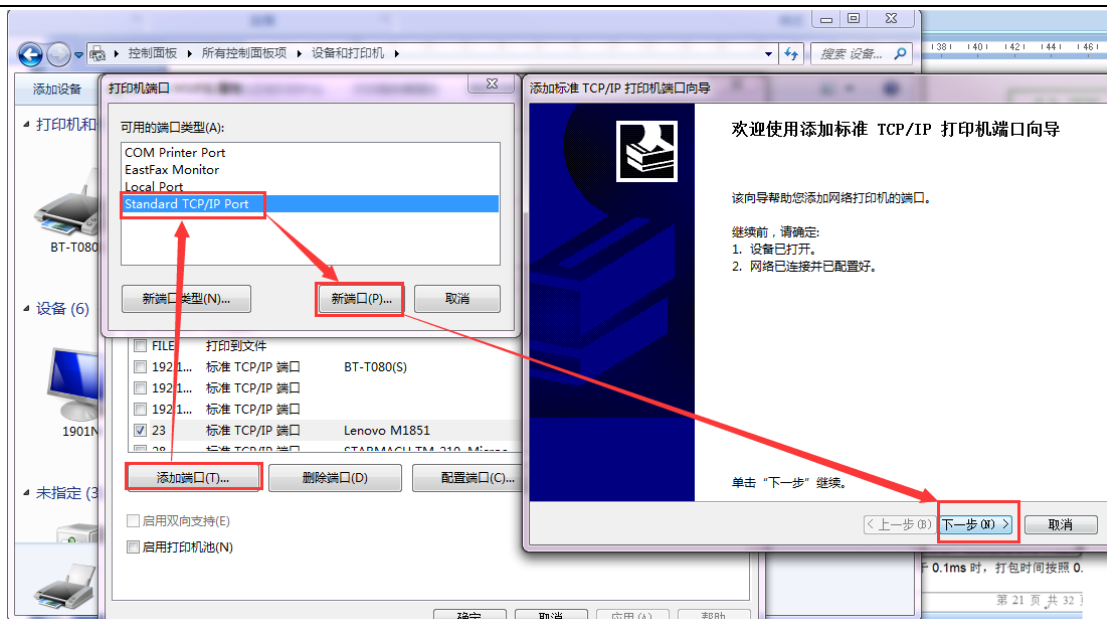 控制面板 ▸ 所有控制面板项 ▸ 设备和打印机 ▸
搜索 设备...
138 140 142 144 146
添加设备
打印机和
BT-T080
设备 (6)
1901N
未指定 (3
打印机端口
可用的端口类型(A):
COM Printer Port
EastFax Monitor
Local Port
Standard TCP/IP Port
新端口类型(N)...
新端口(P)...
取消
FILE 打印到文件
192.1... 标准 TCP/IP 端口 BT-T080(S)
192.1... 标准 TCP/IP 端口
192.1... 标准 TCP/IP 端口
23 标准 TCP/IP 端口 Lenovo M1851
添加端口(T)...
删除端口(D)
配置端口(C)...
启用双向支持(E)
启用打印机池(N)
确定
取消
应用(A)
帮助
添加标准 TCP/IP 打印机端口向导
欢迎使用添加标准 TCP/IP 打印机端口向导
该向导帮助您添加网络打印机的端口。
继续前，请确定:
1. 设备已打开。
2. 网络已连接并已配置好。
单击“下一步”继续。
< 上一步(B)
下一步(N) >
取消
于 0.1ms 时，打包时间按照 0.
第 21 页 共 32